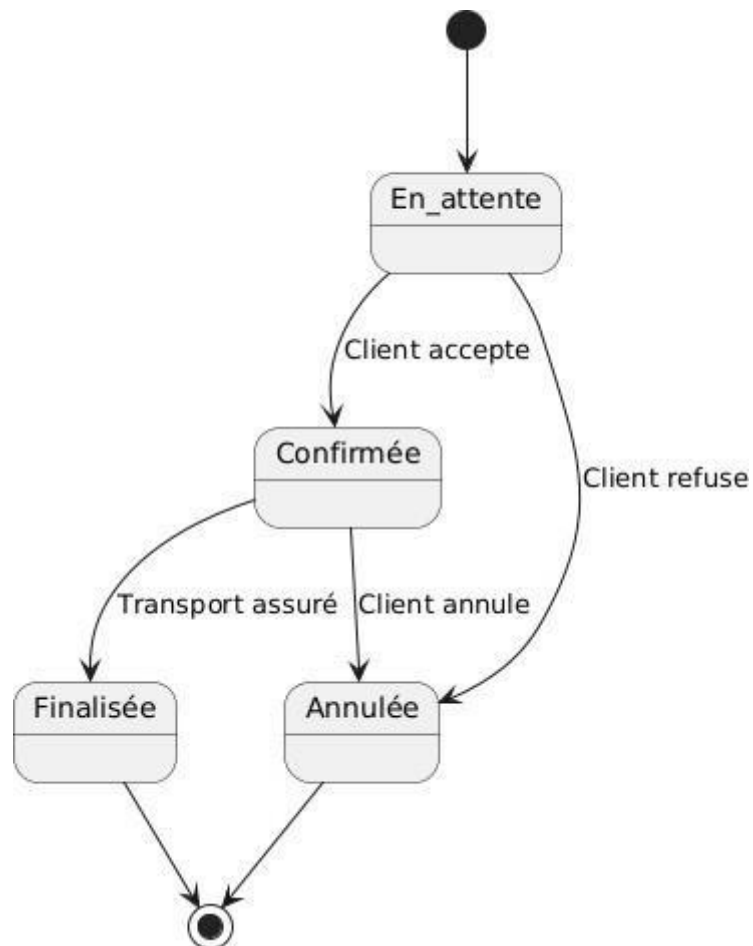 En_attente
Client accepte
Confirmée
Client refuse
Transport assuré
Client annule
Finalisée
Annulée